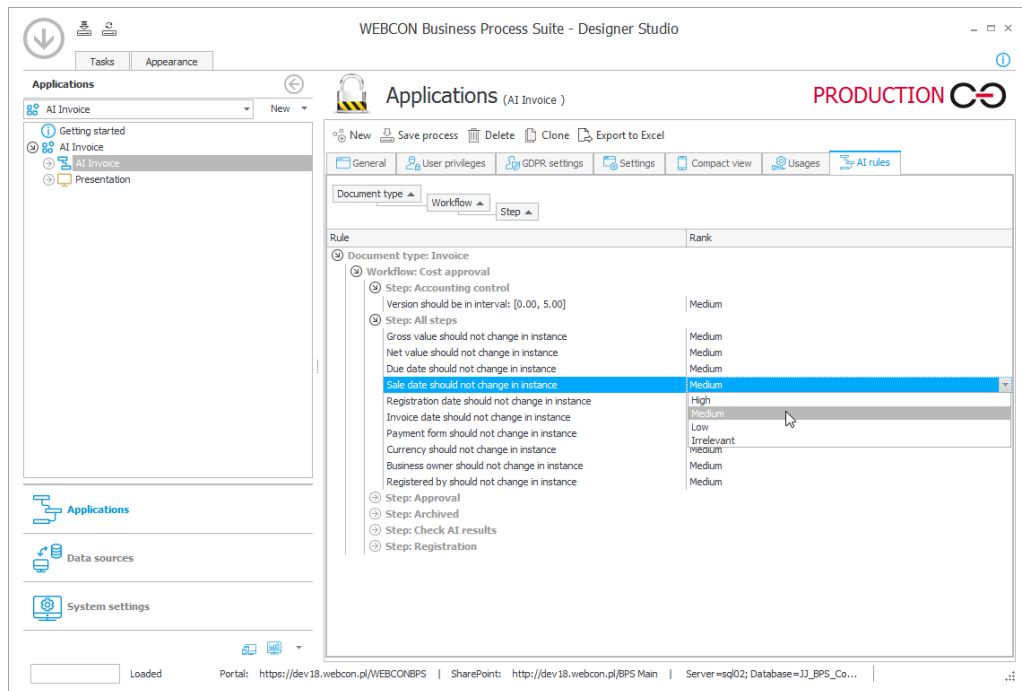 WEBCON Business Process Suite - Designer Studio
Tasks Appearance
Applications
AI Invoice New
Getting started
AI Invoice
AI Invoice
Presentation
Applications
Data sources
System settings
Applications (AI Invoice )
PRODUCTION
New Save process Delete Clone Export to Excel
General User privileges GDPR settings Settings Compact view Usages AI rules
Document type
Workflow
Step
Rule Rank
Document type: Invoice
Workflow: Cost approval
Step: Accounting control
Version should be in interval: [0.00, 5.00] Medium
Step: All steps
Gross value should not change in instance Medium
Net value should not change in instance Medium
Due date should not change in instance Medium
Sale date should not change in instance Medium
Registration date should not change in instance High
Invoice date should not change in instance Medium
Payment form should not change in instance Low
Irrelevant
Currency should not change in instance Medium
Business owner should not change in instance Medium
Registered by should not change in instance Medium
Step: Approval
Step: Archived
Step: Check AI results
Step: Registration
Loaded Portal: https://dev18.webcon.pl/WEBCONBPS | SharePoint: http://dev18.webcon.pl/BPS Main | Server=sql02; Database=JJ_BPS_Co...